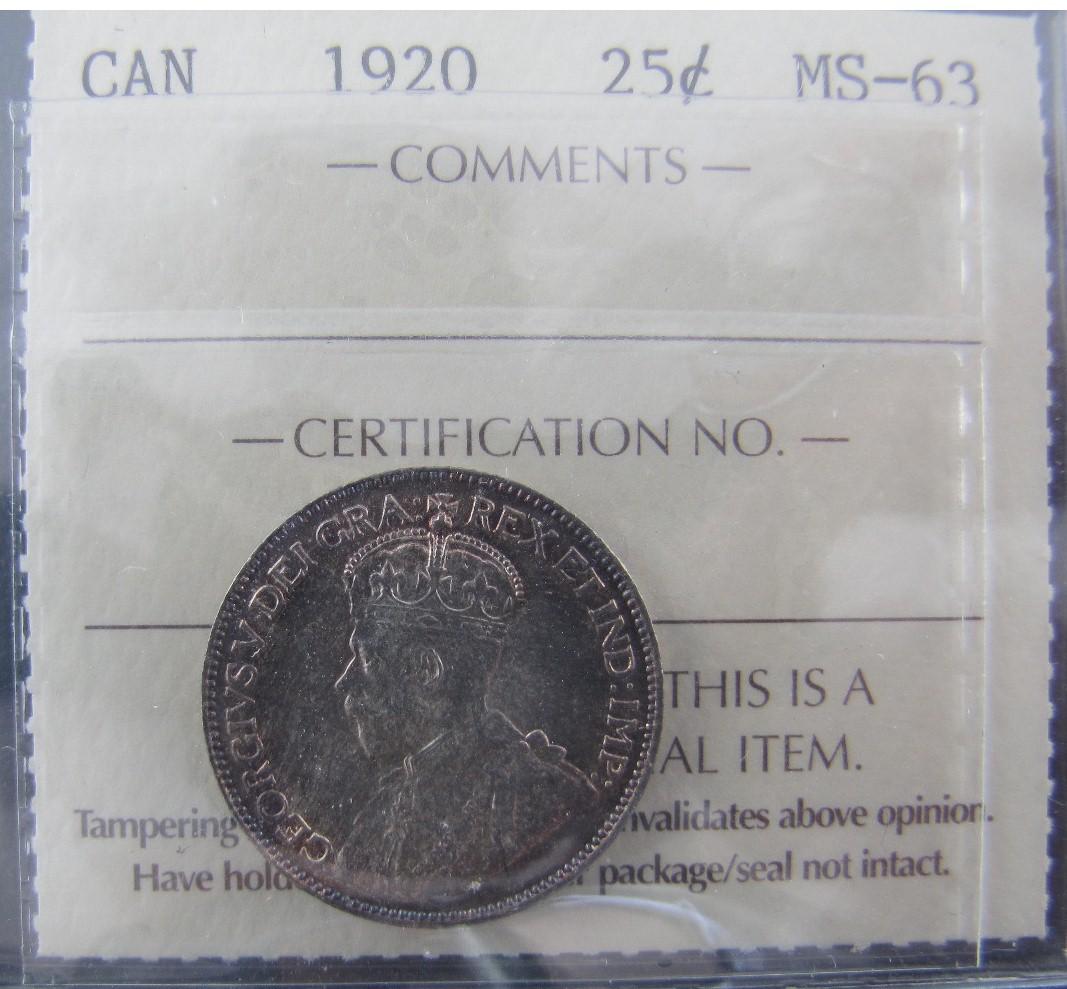 CAN 1920 25¢ MS-63
— COMMENTS —
— CERTIFICATION NO. —
GEORGIVS V DEI GRA: REX ET IND: IMP:
THIS IS A
AL ITEM.
Tampering nvalidates above opinion.
Have hold package/seal not intact.